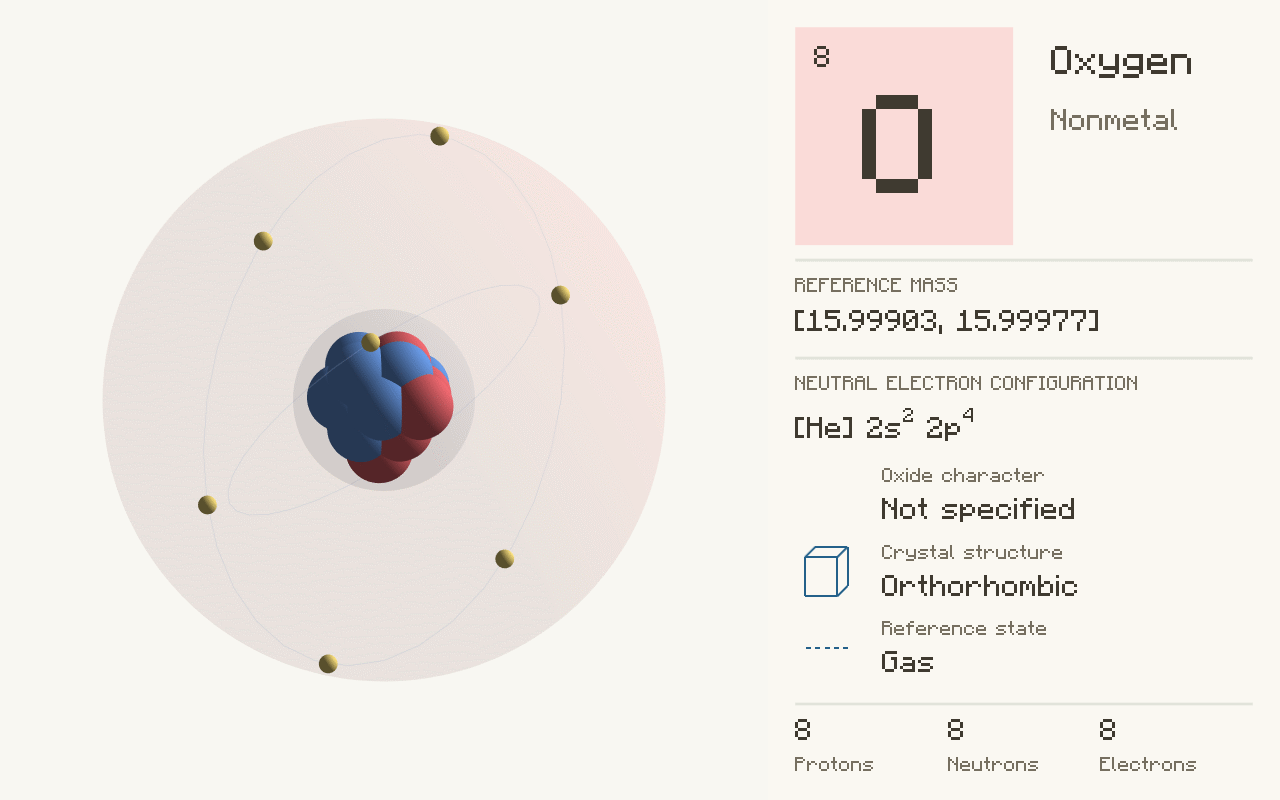 8
O
Oxygen
Nonmetal
REFERENCE MASS
[15.99903, 15.99977]
NEUTRAL ELECTRON CONFIGURATION
[He] 2s² 2p⁴
Oxide character
Not specified
Crystal structure
Orthorhombic
Reference state
Gas
8 8 8
Protons Neutrons Electrons